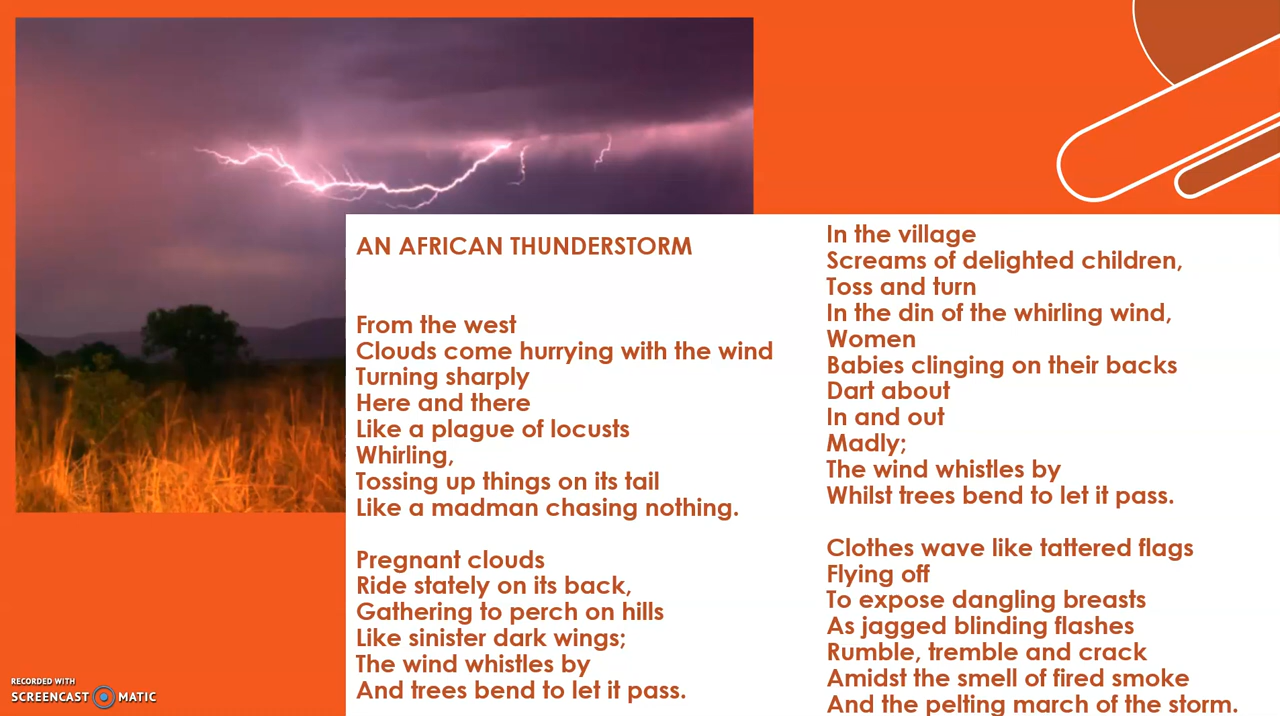 AN AFRICAN THUNDERSTORM
From the west
Clouds come hurrying with the wind
Turning sharply
Here and there
Like a plague of locusts
Whirling,
Tossing up things on its tail
Like a madman chasing nothing.
Pregnant clouds
Ride stately on its back,
Gathering to perch on hills
Like sinister dark wings;
The wind whistles by
And trees bend to let it pass.
In the village
Screams of delighted children,
Toss and turn
In the din of the whirling wind,
Women
Babies clinging on their backs
Dart about
In and out
Madly;
The wind whistles by
Whilst trees bend to let it pass.
Clothes wave like tattered flags
Flying off
To expose dangling breasts
As jagged blinding flashes
Rumble, tremble and crack
Amidst the smell of fired smoke
And the pelting march of the storm.
RECORDED WITH
SCREENCAST MATIC